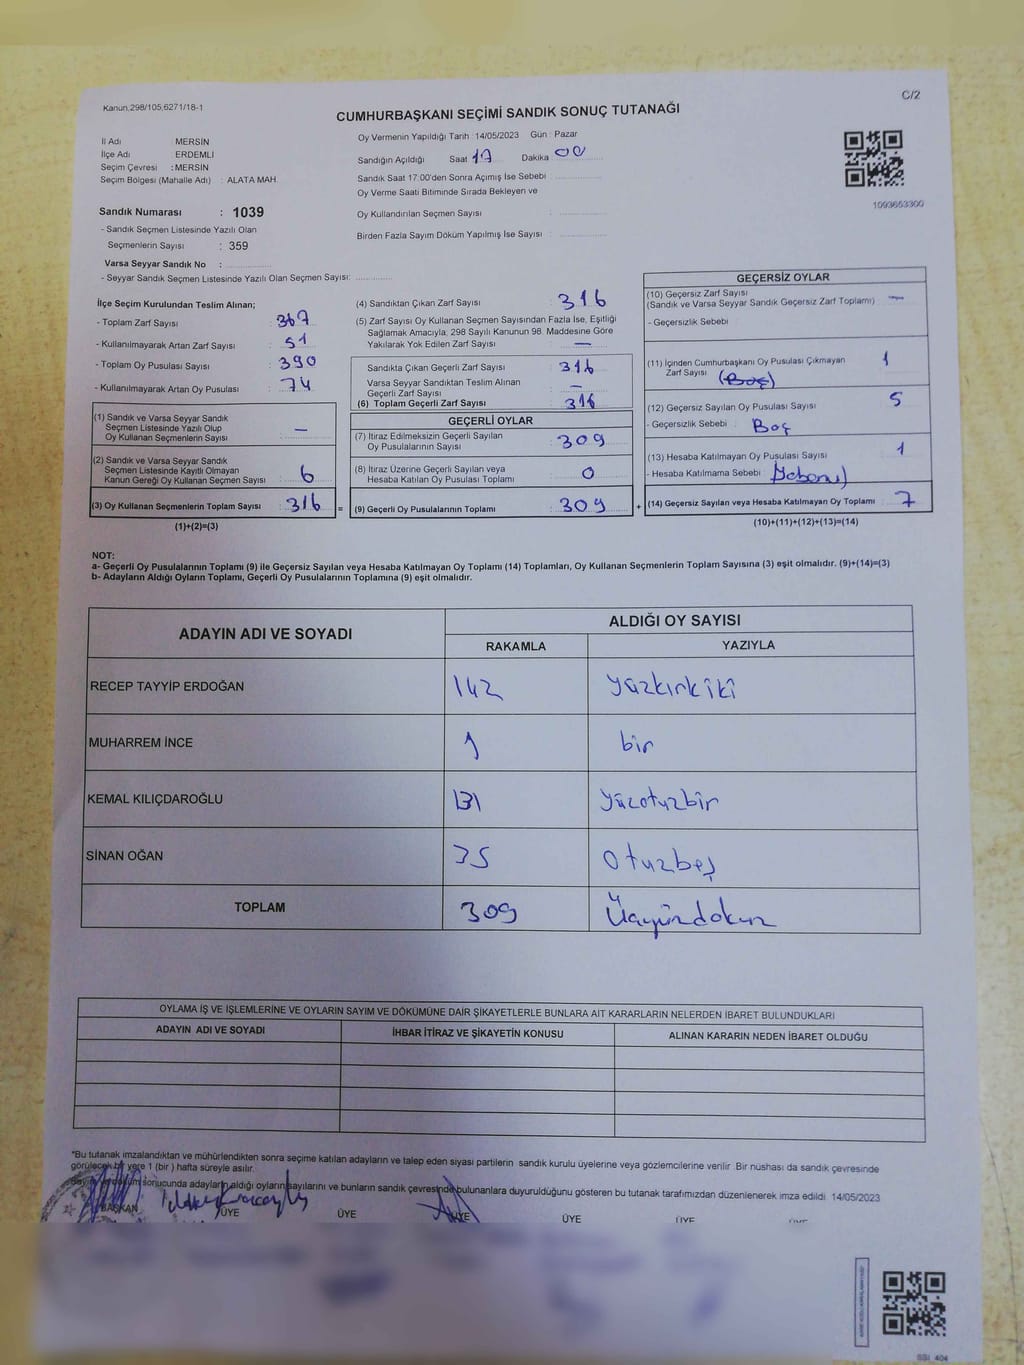 Kanun,298/105,6271/18-1
C/2
CUMHURBAŞKANI SEÇİMİ SANDIK SONUÇ TUTANAĞI
İl Adı : MERSİN
İlçe Adı : ERDEMLİ
Seçim Çevresi : MERSİN
Seçim Bölgesi (Mahalle Adı) : ALATA MAH.
Sandık Numarası : 1039
- Sandık Seçmen Listesinde Yazılı Olan
Seçmenlerin Sayısı : 359
Varsa Seyyar Sandık No :
- Seyyar Sandık Seçmen Listesinde Yazılı Olan Seçmen Sayısı:
Oy Vermenin Yapıldığı Tarih : 14/05/2023 Gün : Pazar
Sandığın Açıldığı Saat 17 Dakika 00
Sandık Saat 17:00'den Sonra Açımış İse Sebebi
Oy Verme Saati Bitiminde Sırada Bekleyen ve
Oy Kullandırılan Seçmen Sayısı :
Birden Fazla Sayım Döküm Yapılmış İse Sayısı :
1093653300
İlçe Seçim Kurulundan Teslim Alınan;
- Toplam Zarf Sayısı : 367
- Kullanılmayarak Artan Zarf Sayısı : 51
- Toplam Oy Pusulası Sayısı : 390
- Kullanılmayarak Artan Oy Pusulası : 74
(1) Sandık ve Varsa Seyyar Sandık
Seçmen Listesinde Yazılı Olup
Oy Kullanan Seçmenlerin Sayısı : —
(2) Sandık ve Varsa Seyyar Sandık
Seçmen Listesinde Kayıtlı Olmayan
Kanun Gereği Oy Kullanan Seçmen Sayısı : 6
(3) Oy Kullanan Seçmenlerin Toplam Sayısı : 316
(1)+(2)=(3)
(4) Sandıktan Çıkan Zarf Sayısı : 316
(5) Zarf Sayısı Oy Kullanan Seçmen Sayısından Fazla İse, Eşitliği
Sağlamak Amacıyla, 298 Sayılı Kanunun 98. Maddesine Göre
Yakılarak Yok Edilen Zarf Sayısı : —
Sandıkta Çıkan Geçerli Zarf Sayısı : 316
Varsa Seyyar Sandıktan Teslim Alınan
Geçerli Zarf Sayısı : —
(6) Toplam Geçerli Zarf Sayısı : 316
GEÇERLİ OYLAR
(7) İtiraz Edilmeksizin Geçerli Sayılan
Oy Pusulalarının Sayısı : 309
(8) İtiraz Üzerine Geçerli Sayılan veya
Hesaba Katılan Oy Pusulası Toplamı : 0
= (9) Geçerli Oy Pusulalarının Toplamı : 309 +
GEÇERSİZ OYLAR
(10) Geçersiz Zarf Sayısı
(Sandık ve Varsa Seyyar Sandık Geçersiz Zarf Toplamı) : —
- Geçersizlik Sebebi
(11) İçinden Cumhurbaşkanı Oy Pusulası Çıkmayan
Zarf Sayısı (Boş) 1
(12) Geçersiz Sayılan Oy Pusulası Sayısı : 5
- Geçersizlik Sebebi : Boş
(13) Hesaba Katılmayan Oy Pusulası Sayısı : 1
- Hesaba Katılmama Sebebi :
(14) Geçersiz Sayılan veya Hesaba Katılmayan Oy Toplamı : 7
(10)+(11)+(12)+(13)=(14)
NOT:
a- Geçerli Oy Pusulalarının Toplamı (9) ile Geçersiz Sayılan veya Hesaba Katılmayan Oy Toplamı (14) Toplamları, Oy Kullanan Seçmenlerin Toplam Sayısına (3) eşit olmalıdır. (9)+(14)=(3)
b- Adayların Aldığı Oyların Toplamı, Geçerli Oy Pusulalarının Toplamına (9) eşit olmalıdır.
ADAYIN ADI VE SOYADI
ALDIĞI OY SAYISI
RAKAMLA YAZIYLA
RECEP TAYYİP ERDOĞAN 142 Yüzkırkiki
MUHARREM İNCE 1 bir
KEMAL KILIÇDAROĞLU 131 Yüzotuzbir
SİNAN OĞAN 35 Otuzbeş
TOPLAM 309 Üçyüzdokuz
OYLAMA İŞ VE İŞLEMLERİNE VE OYLARIN SAYIM VE DÖKÜMÜNE DAİR ŞİKAYETLERLE BUNLARA AİT KARARLARIN NELERDEN İBARET BULUNDUKLARI
ADAYIN ADI VE SOYADI İHBAR İTİRAZ VE ŞİKAYETİN KONUSU ALINAN KARARIN NEDEN İBARET OLDUĞU
"Bu tutanak imzalandıktan ve mühürlendikten sonra seçime katılan adayların ve talep eden siyasi partilerin sandık kurulu üyelerine veya gözlemcilerine verilir. Bir nüshası da sandık çevresinde
görülecek bir yere 1 (bir ) hafta süreyle asılır.
sonucunda adayların aldığı oyların sayılarını ve bunların sandık çevresinde bulunanlara duyurulduğunu gösteren bu tutanak tarafımızdan düzenlenerek imza edildi. 14/05/2023
BAŞKAN ÜYE ÜYE ÜYE ÜYE ÜYE ÜYE
SBİ 404